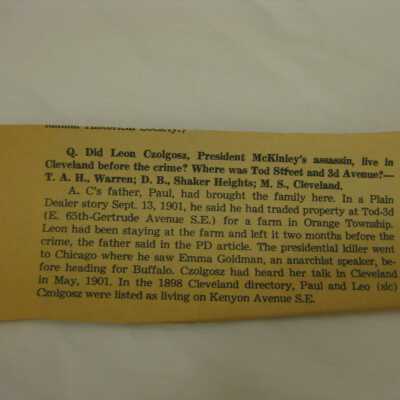 Historical Society.)
Q. Did Leon Czolgosz, President McKinley's assassin, live in
Cleveland before the crime? Where was Tod Street and 3d Avenue?—
T. A. H., Warren; D. B., Shaker Heights; M. S., Cleveland.
A. C's father, Paul, had brought the family here. In a Plain
Dealer story Sept. 13, 1901, he said he had traded property at Tod-3d
(E. 65th-Gertrude Avenue S.E.) for a farm in Orange Township.
Leon had been staying at the farm and left it two months before the
crime, the father said in the PD article. The presidential killer went
to Chicago where he saw Emma Goldman, an anarchist speaker, be-
fore heading for Buffalo. Czolgosz had heard her talk in Cleveland
in May, 1901. In the 1898 Cleveland directory, Paul and Leo (sic)
Czolgosz were listed as living on Kenyon Avenue S.E.